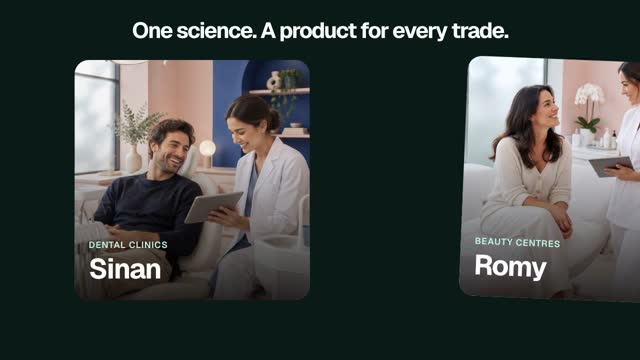 One science. A product for every trade.
DENTAL CLINICS
Sinan
BEAUTY CENTRES
Romy